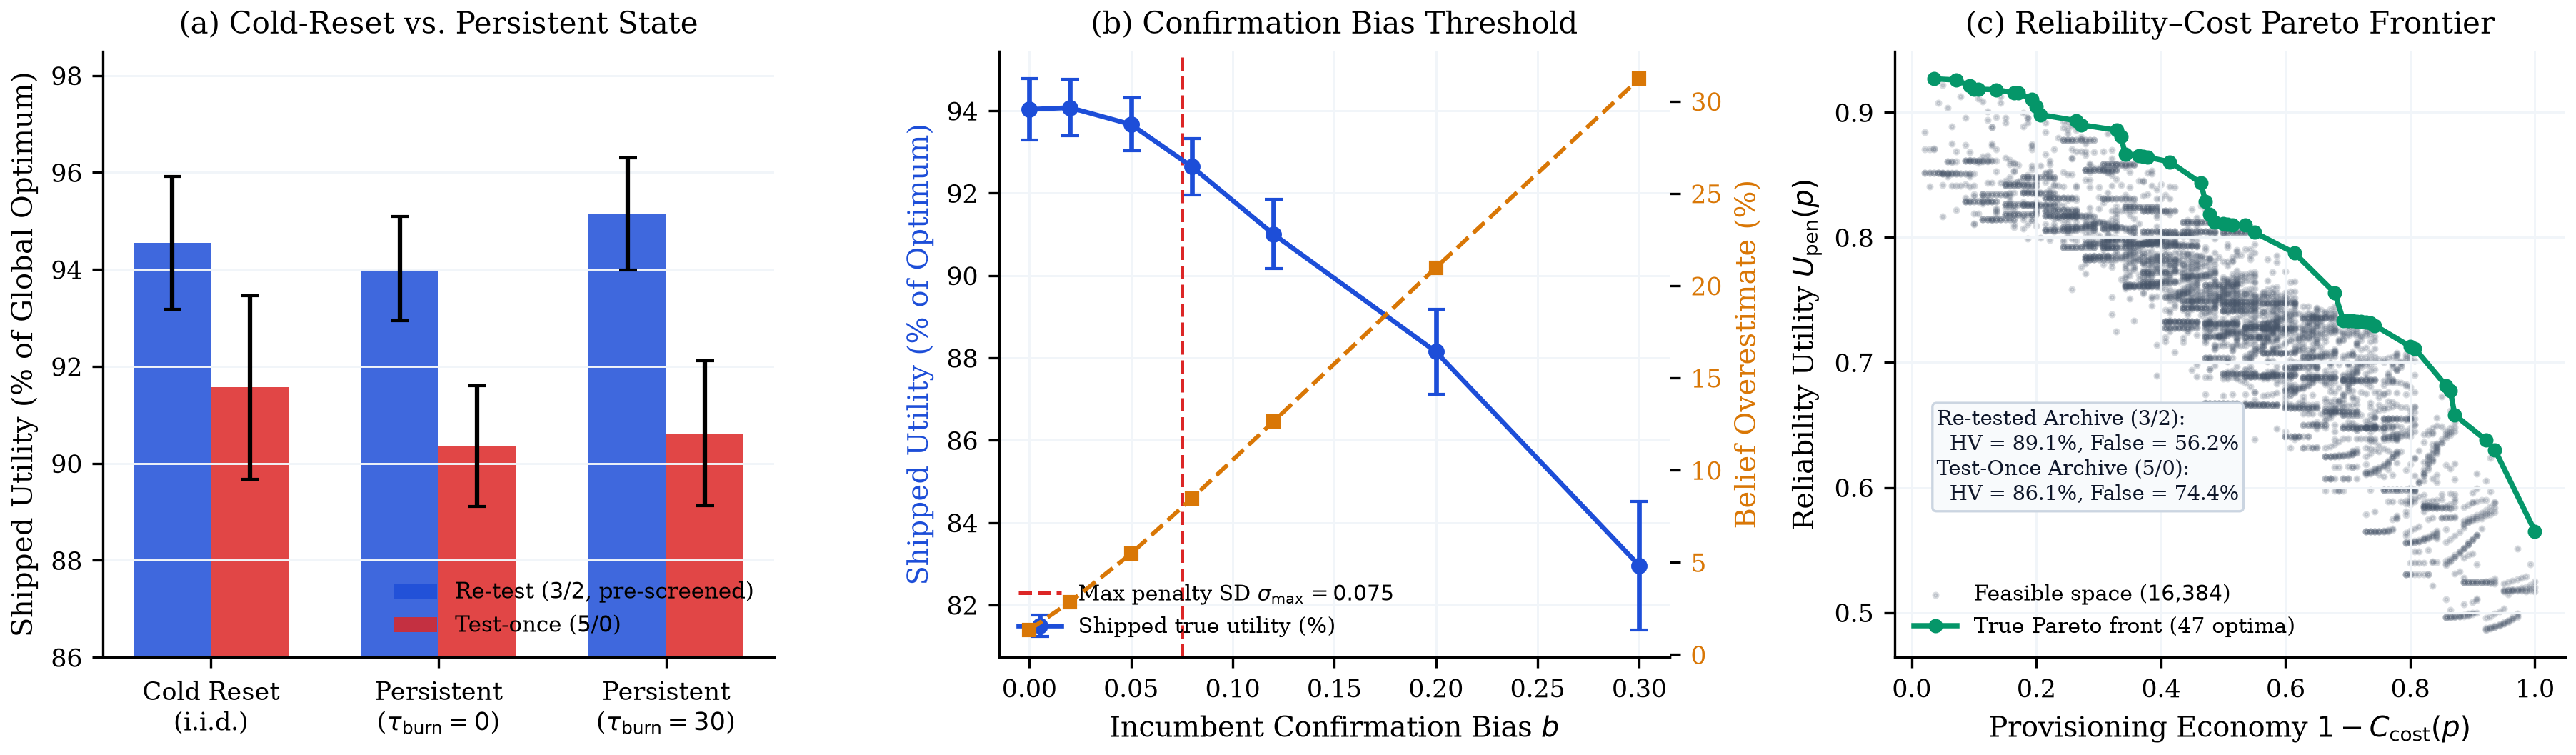 (a) Cold-Reset vs. Persistent State
Shipped Utility (% of Global Optimum)
98
96
94
92
90
88
86
Re-test (3/2, pre-screened)
Test-once (5/0)
Cold Reset
(i.i.d.)
Persistent
(τ_burn = 0)
Persistent
(τ_burn = 30)
(b) Confirmation Bias Threshold
Shipped Utility (% of Optimum)
94
92
90
88
86
84
82
Max penalty SD σ_max = 0.075
Shipped true utility (%)
0.00 0.05 0.10 0.15 0.20 0.25 0.30
Incumbent Confirmation Bias b
30
25
20
15
10
5
0
Belief Overestimate (%)
(c) Reliability–Cost Pareto Frontier
Reliability Utility U_pen(p)
0.9
0.8
0.7
0.6
0.5
Re-tested Archive (3/2):
HV = 89.1%, False = 56.2%
Test-Once Archive (5/0):
HV = 86.1%, False = 74.4%
Feasible space (16,384)
True Pareto front (47 optima)
0.0 0.2 0.4 0.6 0.8 1.0
Provisioning Economy 1 − C_cost(p)